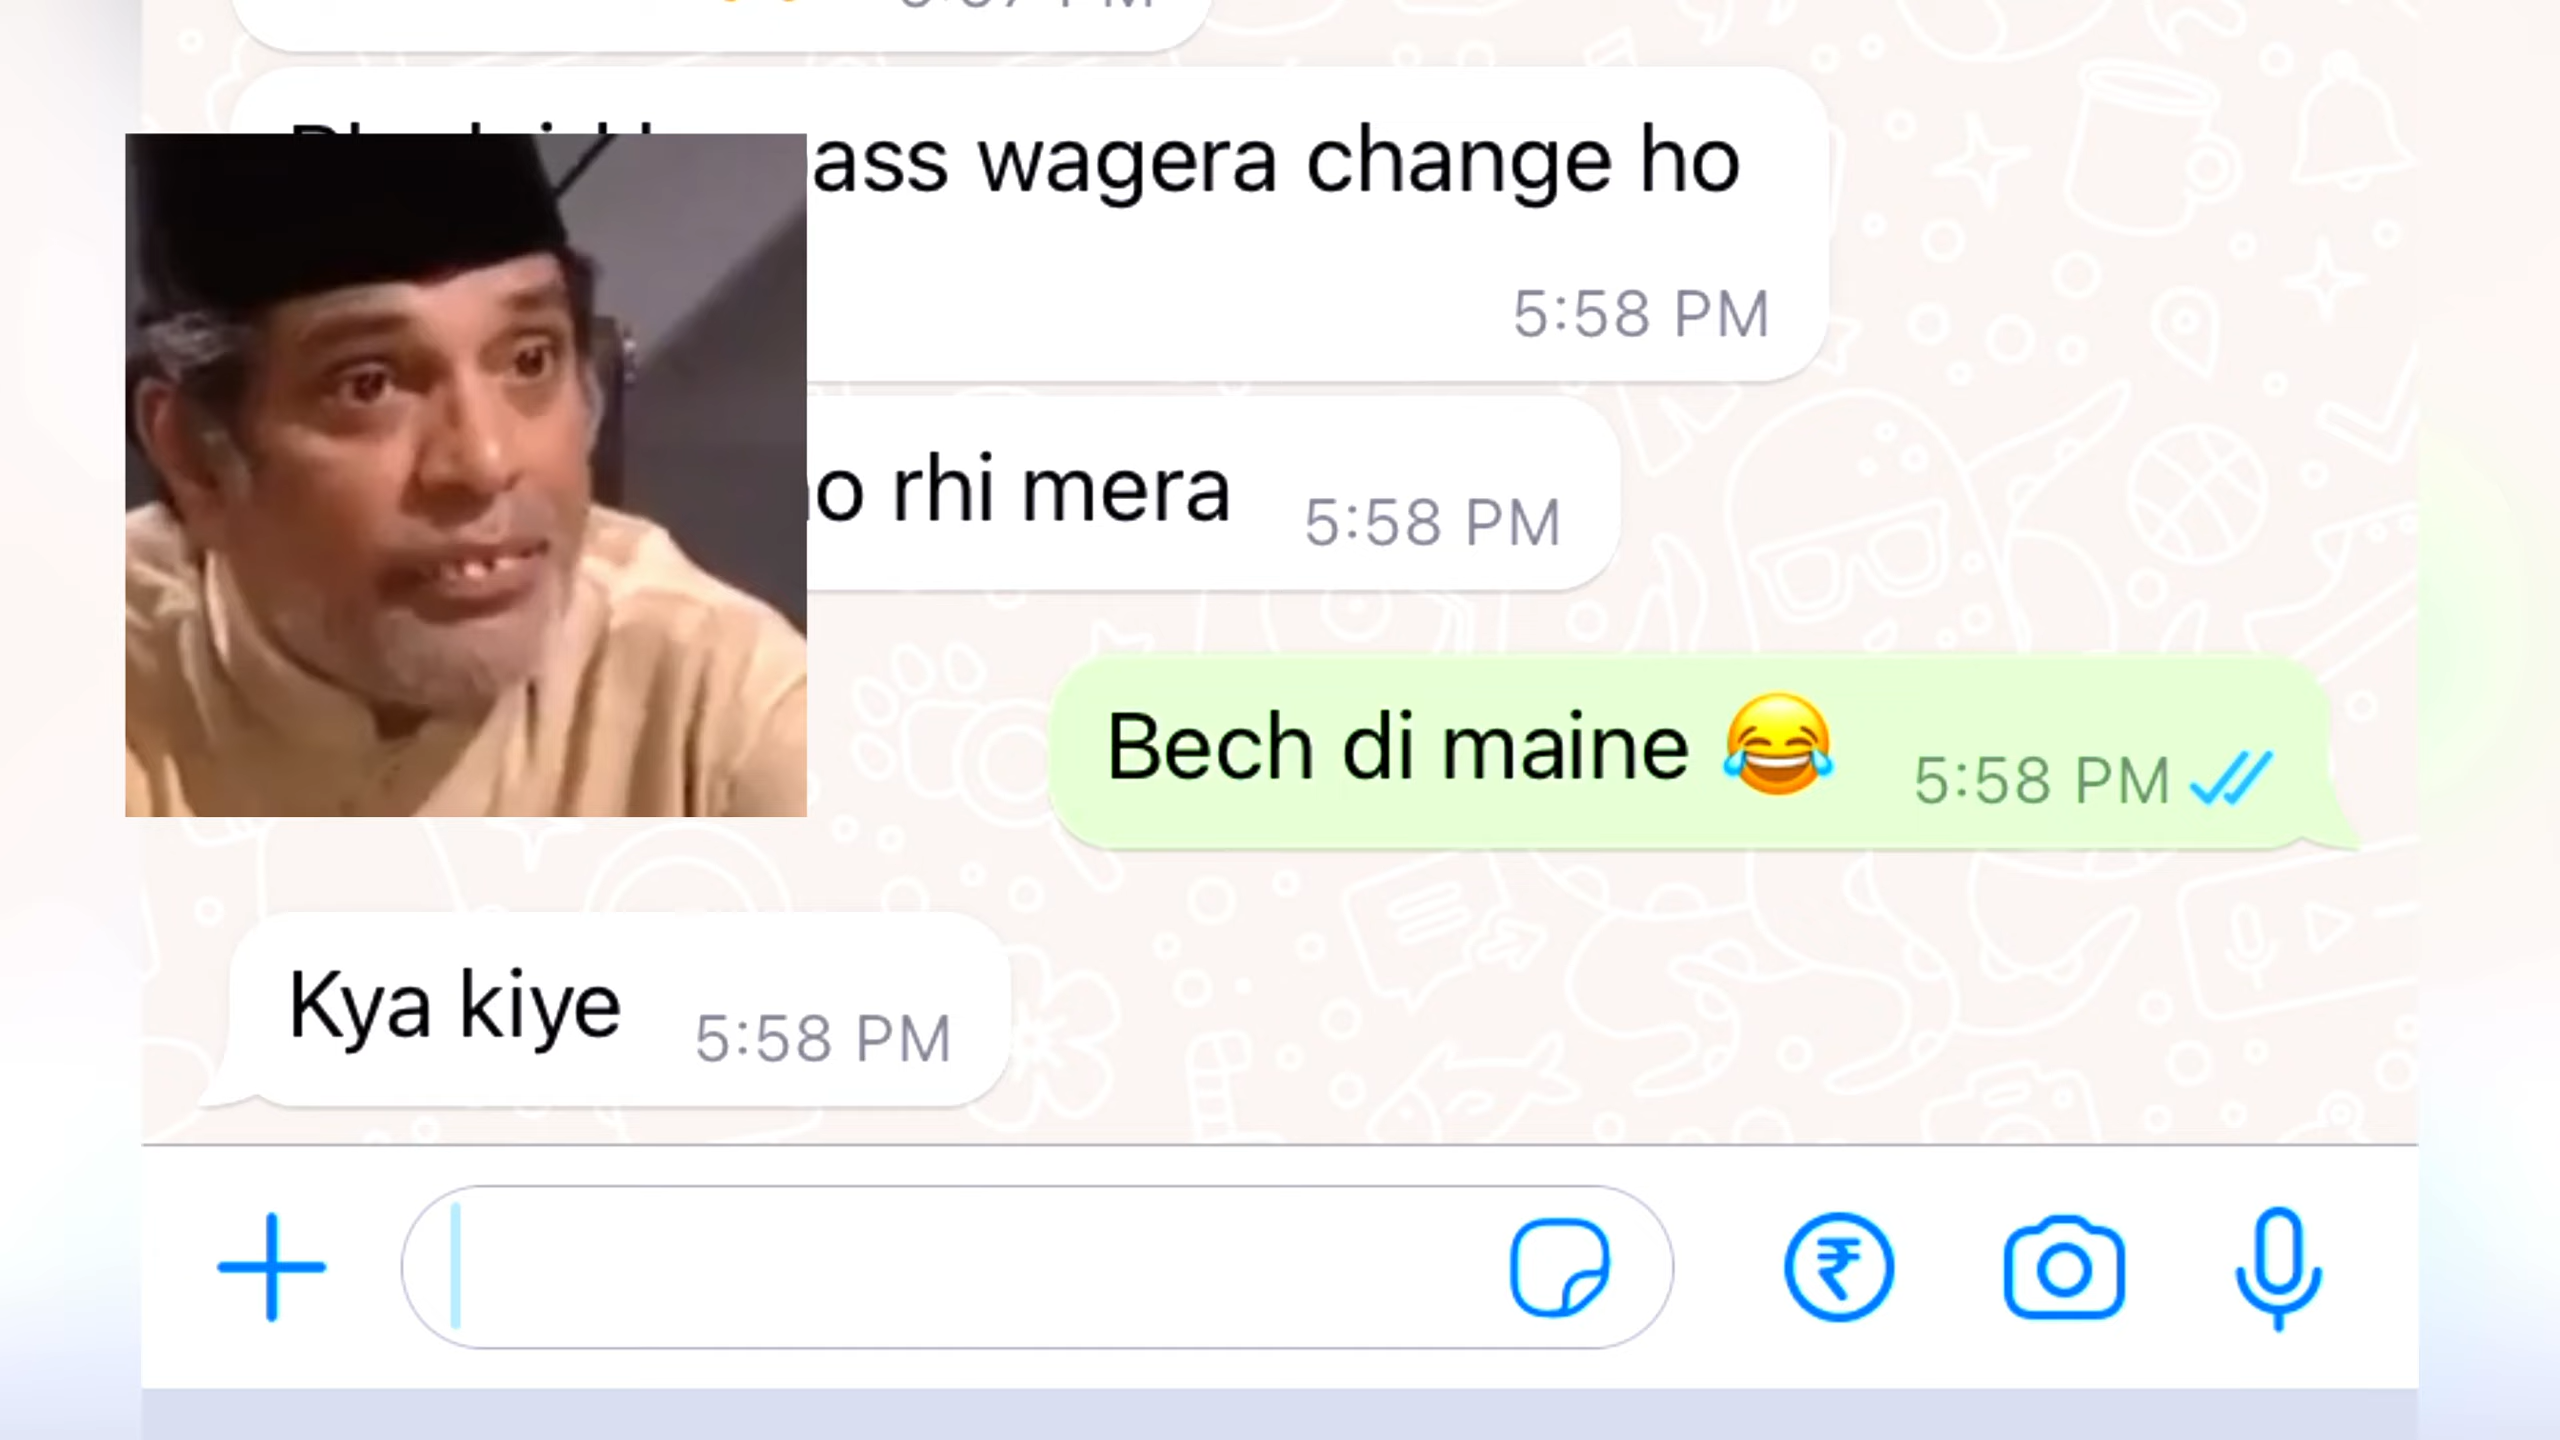 ass wagera change ho
5:58 PM
rhi mera 5:58 PM
Bech di maine 😂 5:58 PM
Kya kiye 5:58 PM